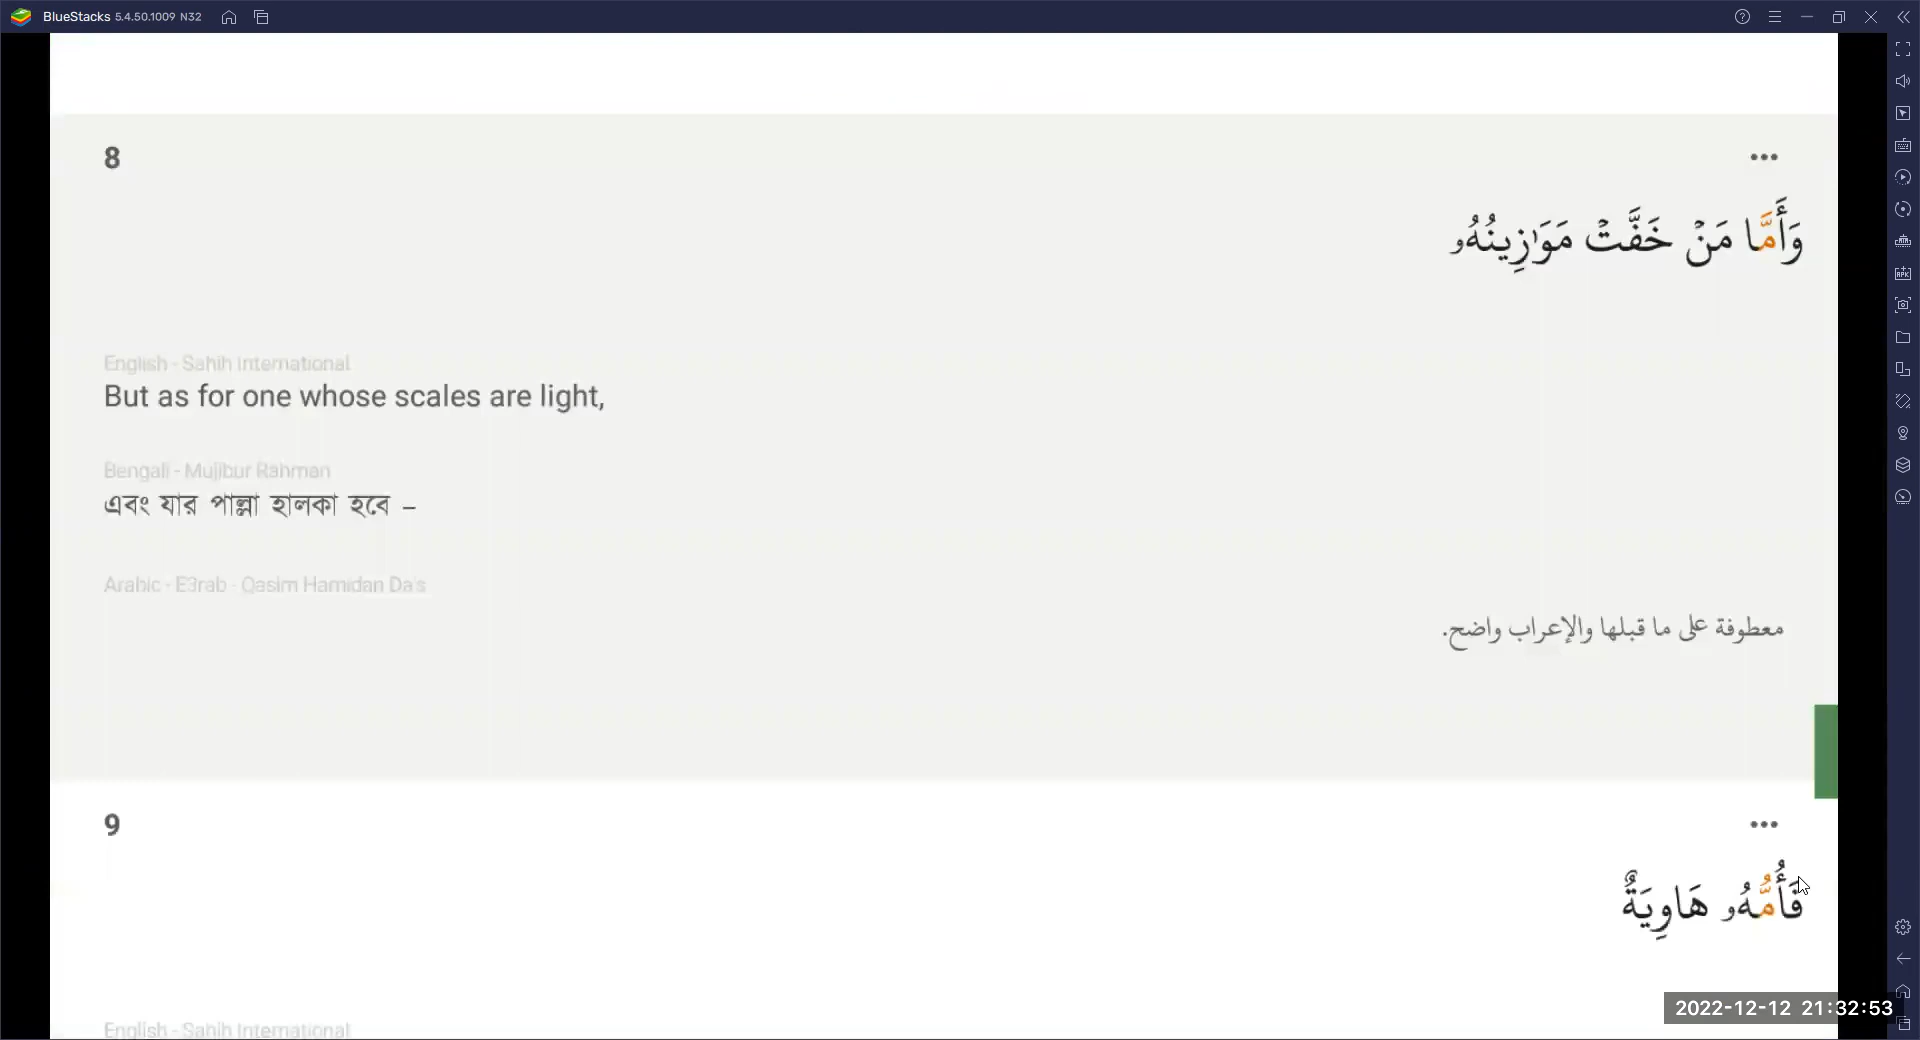 BlueStacks 5.4.50.1009 N32
8
وَأَمَّا مَنْ خَفَّتْ مَوَٰزِينُهُۥ
English - Sahih International
But as for one whose scales are light,
Bengali - Mujibur Rahman
এবং যার পাল্লা হালকা হবে –
Arabic - E3rab - Qasim Hamidan Da's
معطوفة على ما قبلها والإعراب واضح.
9
فَأُمُّهُۥ هَاوِيَةٌ
English - Sahih International
2022-12-12 21:32:53